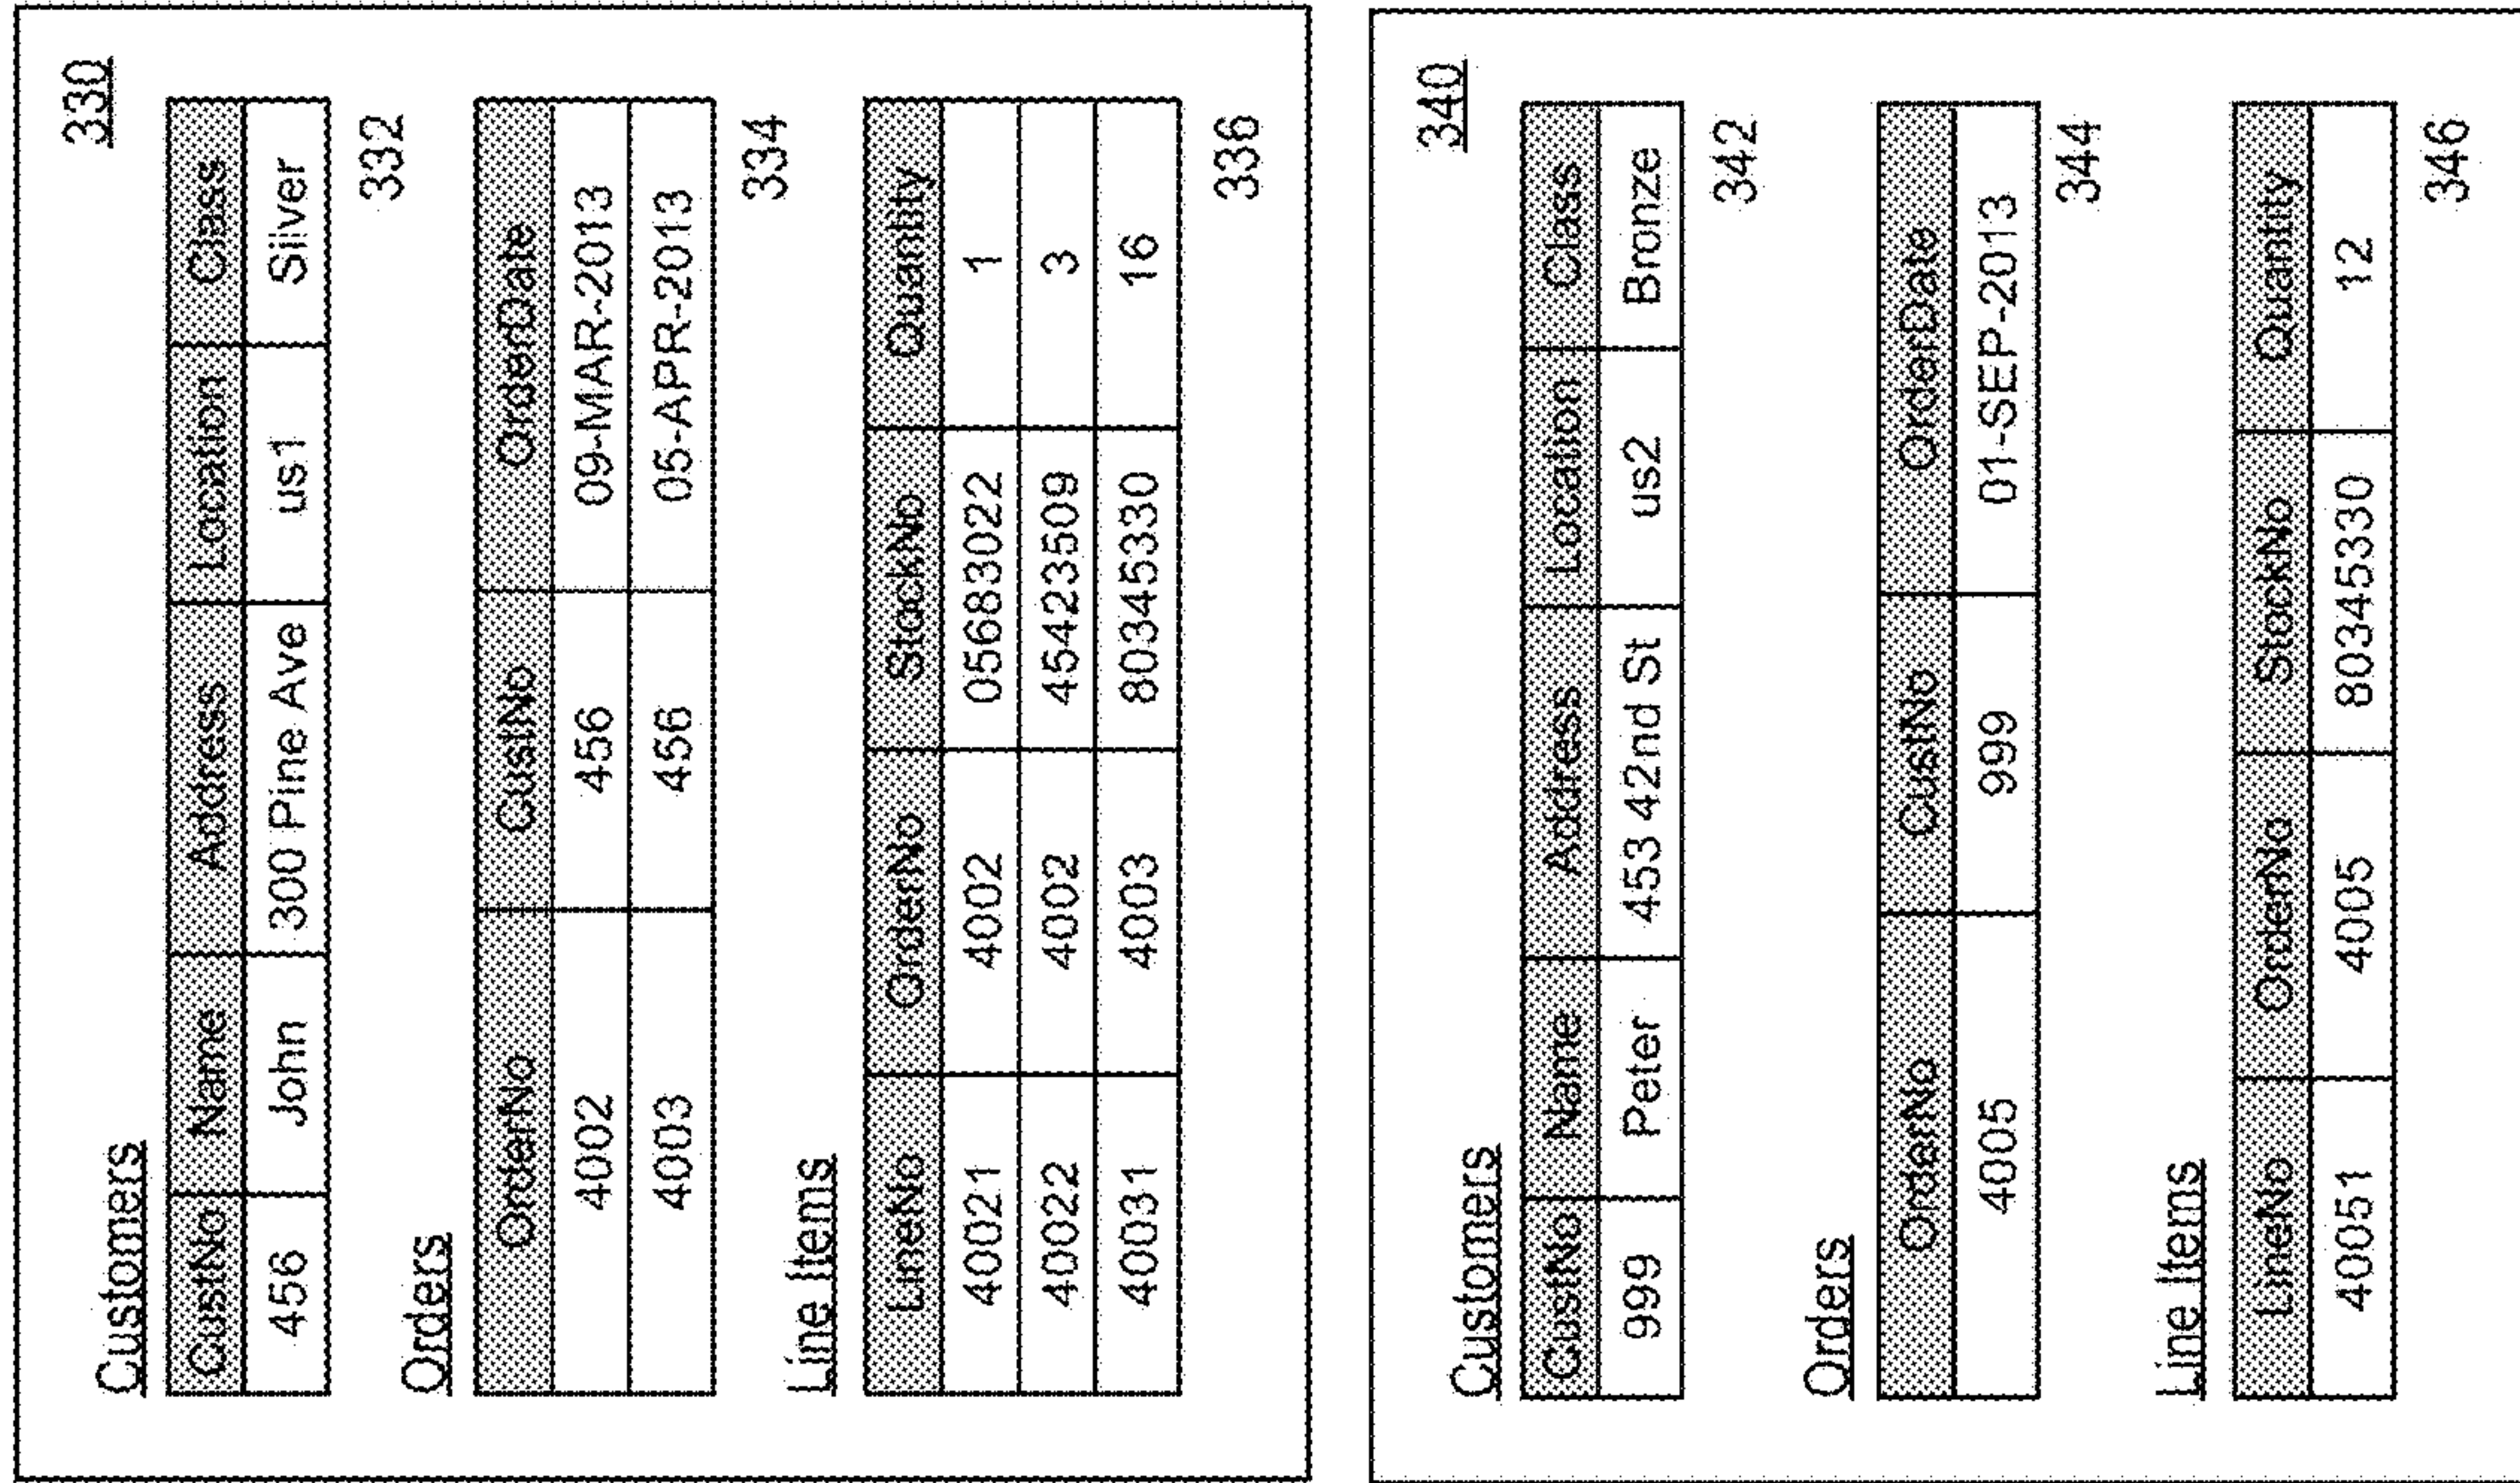 330
Customers
CustNo Name Address Location Class
456 John 300 Pine Ave us1 Silver
332
Orders
OrderNo CustNo OrderDate
4002 456 09-MAR-2013
4003 456 05-APR-2013
334
Line Items
LineNo OrderNo StockNo Quantity
40021 4002 05683022 1
40022 4002 45423509 3
40031 4003 80345330 16
336
340
Customers
CustNo Name Address Location Class
999 Peter 453 42nd St us2 Bronze
342
Orders
OrderNo CustNo OrderDate
4005 999 01-SEP-2013
344
Line Items
LineNo OrderNo StockNo Quantity
40051 4005 80345330 12
346